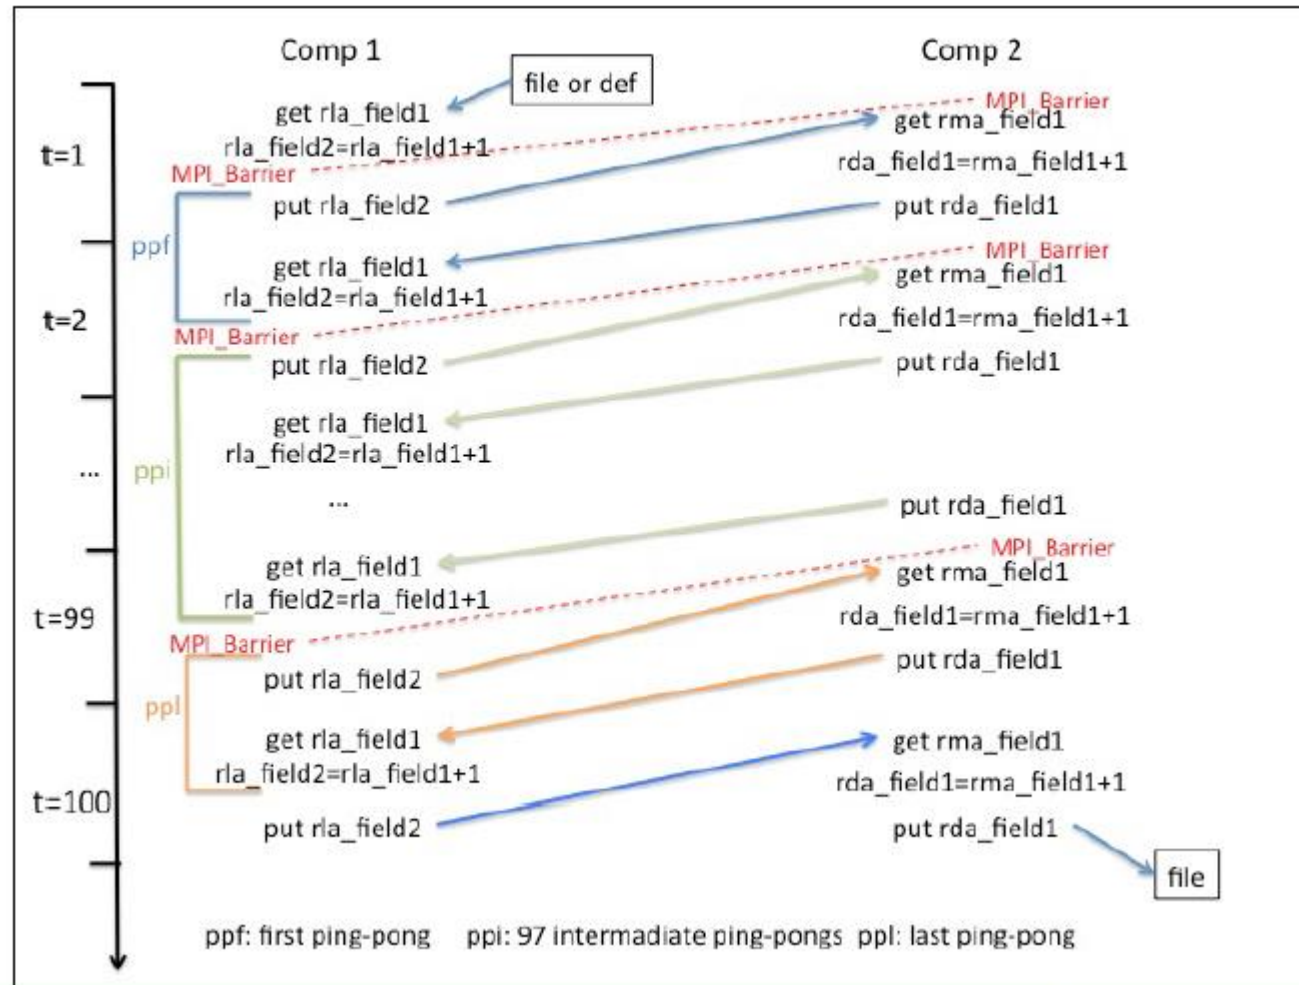 Comp 1
Comp 2
file or def
get rla_field1
rla_field2=rla_field1+1
MPI_Barrier
MPI_Barrier
get rma_field1
rda_field1=rma_field1+1
t=1
put rla_field2
put rda_field1
ppf
get rla_field1
rla_field2=rla_field1+1
MPI_Barrier
MPI_Barrier
get rma_field1
rda_field1=rma_field1+1
t=2
put rla_field2
put rda_field1
get rla_field1
rla_field2=rla_field1+1
...
ppi
...
put rda_field1
get rla_field1
rla_field2=rla_field1+1
MPI_Barrier
MPI_Barrier
get rma_field1
rda_field1=rma_field1+1
t=99
put rla_field2
put rda_field1
ppl
get rla_field1
rla_field2=rla_field1+1
get rma_field1
rda_field1=rma_field1+1
t=100
put rla_field2
put rda_field1
file
ppf: first ping-pong ppi: 97 intermadiate ping-pongs ppl: last ping-pong